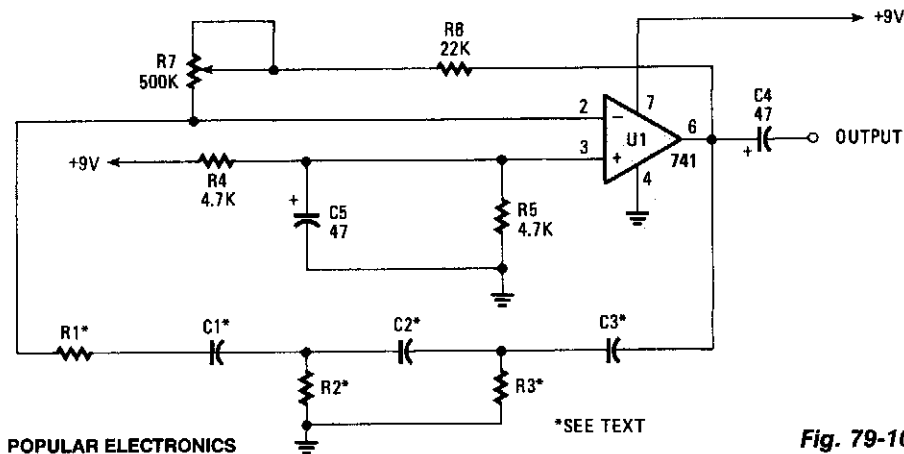 +9V
R6
22K
R7
500K
2
7
6
3
4
U1
741
C4
47
+
OUTPUT
+9V
R4
4.7K
+
C5
47
R5
4.7K
R1*
C1*
C2*
C3*
R2*
R3*
*SEE TEXT
POPULAR ELECTRONICS
Fig. 79-10